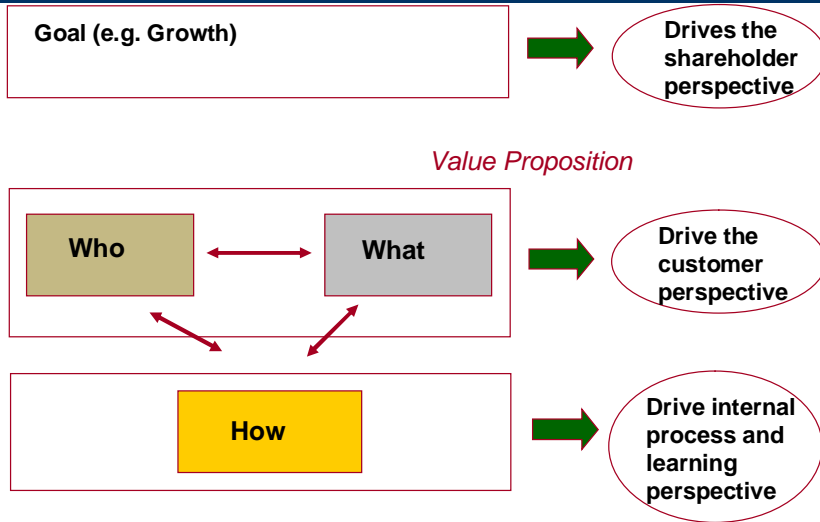 Goal (e.g. Growth)
Drives the
shareholder
perspective
Value Proposition
Who
What
Drive the
customer
perspective
How
Drive internal
process and
learning
perspective